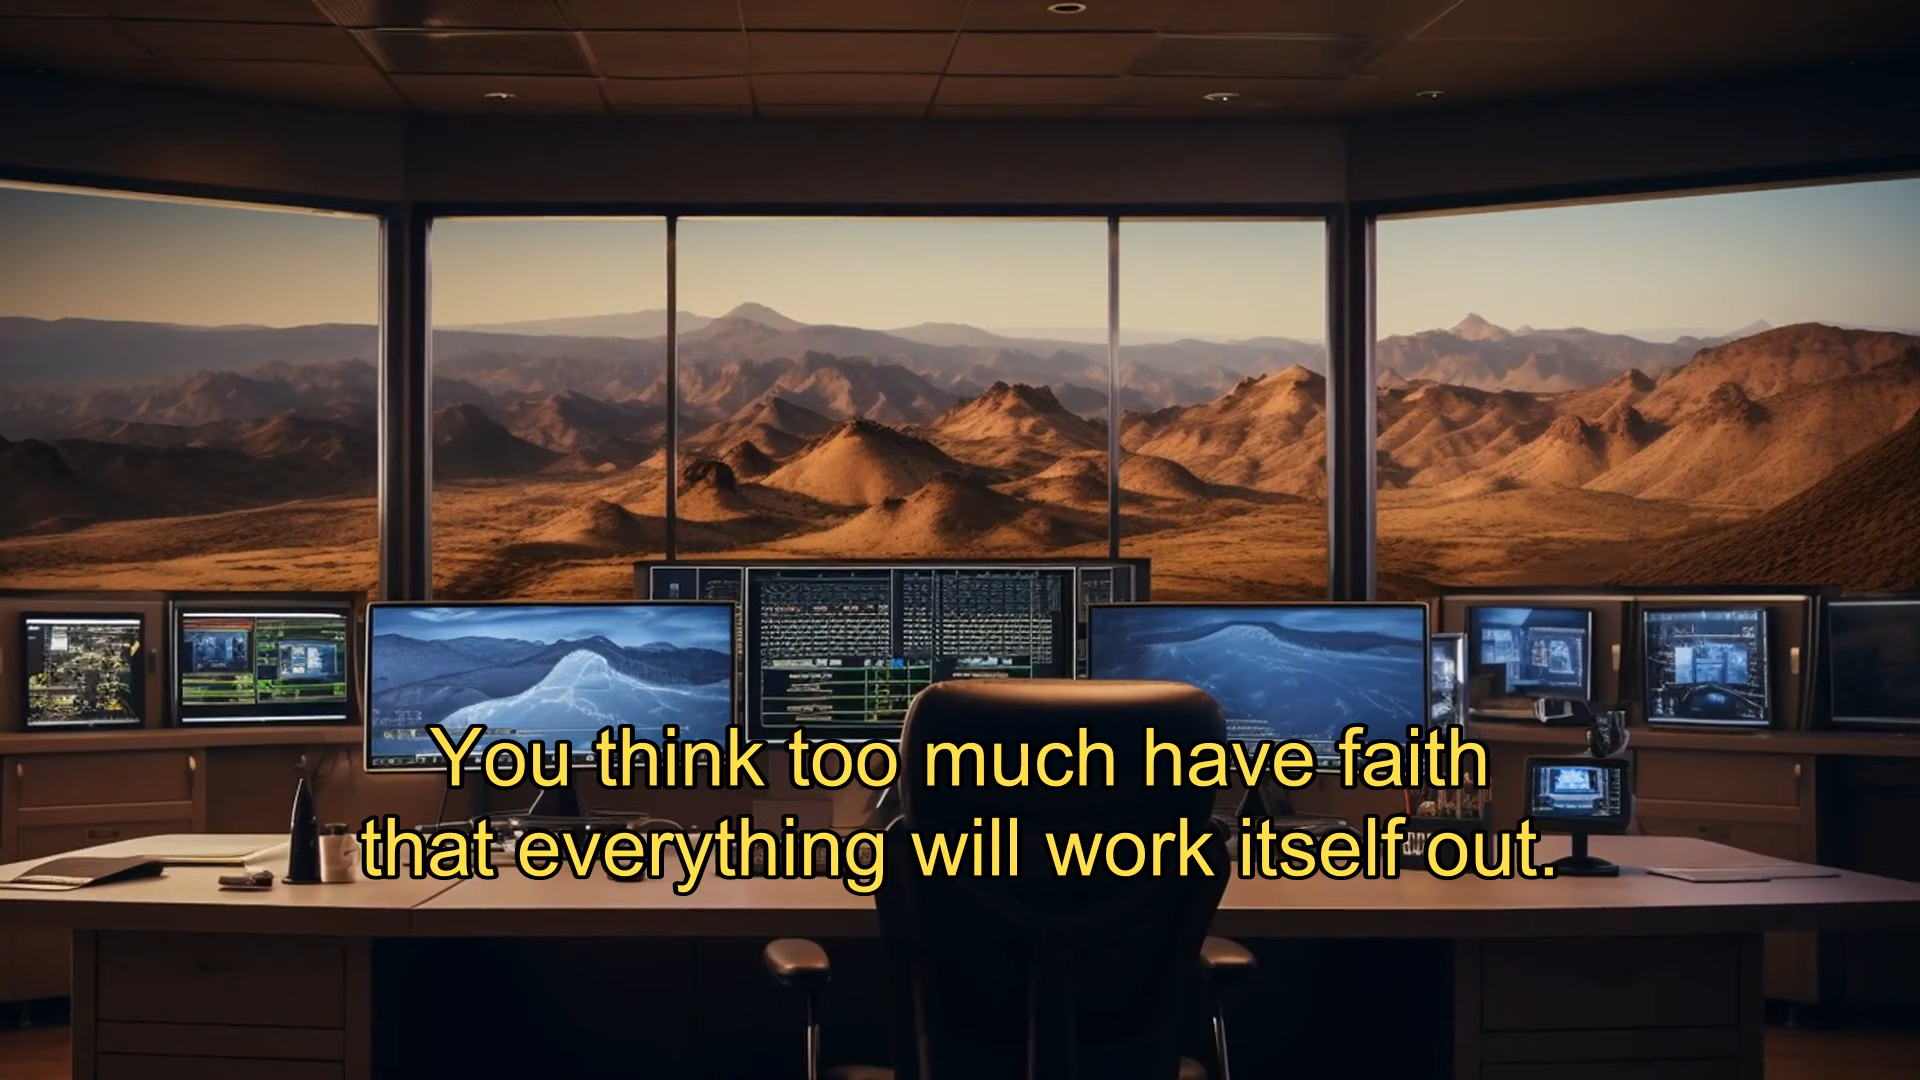 You think too much have faith
that everything will work itself out.